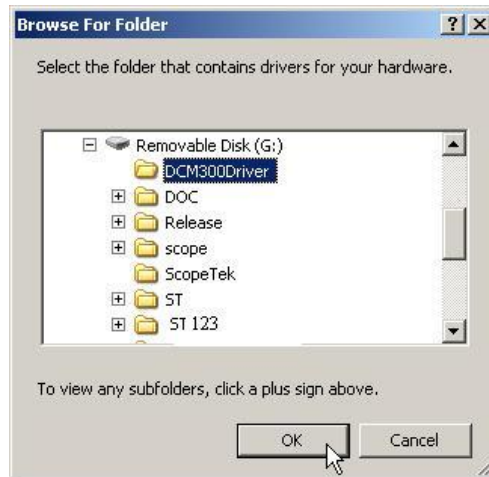 Browse For Folder
Select the folder that contains drivers for your hardware.
Removable Disk (G:)
DCM300Driver
DOC
Release
scope
ScopeTek
ST
ST 123
To view any subfolders, click a plus sign above.
OK Cancel